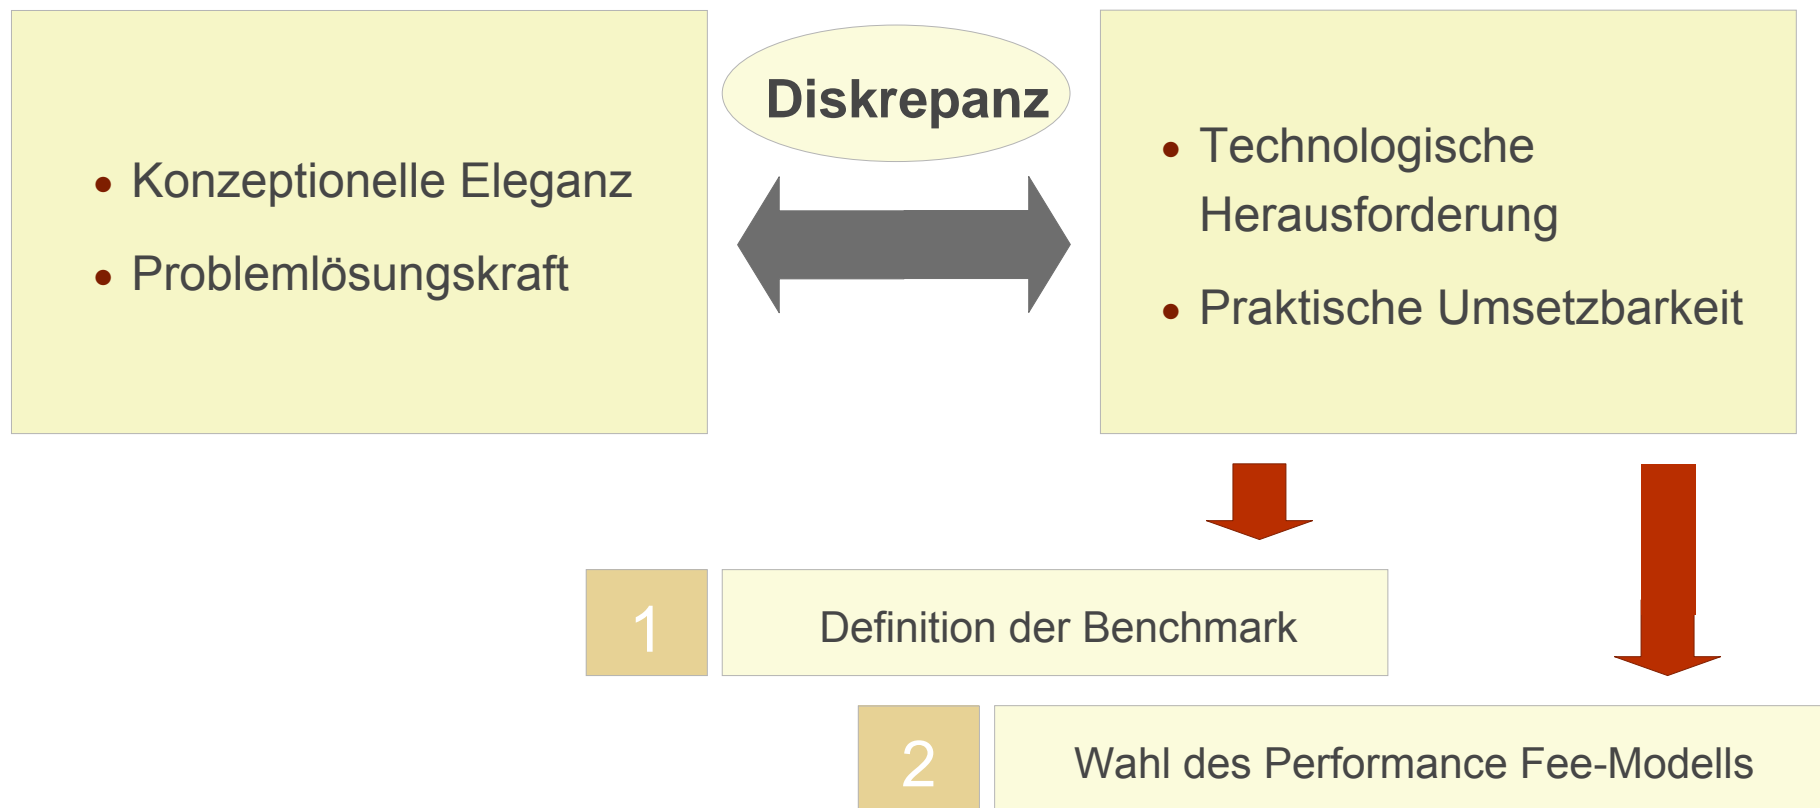 Konzeptionelle Eleganz
Problemlösungskraft
Diskrepanz
Technologische
Herausforderung
Praktische Umsetzbarkeit
1
Definition der Benchmark
2
Wahl des Performance Fee-Modells